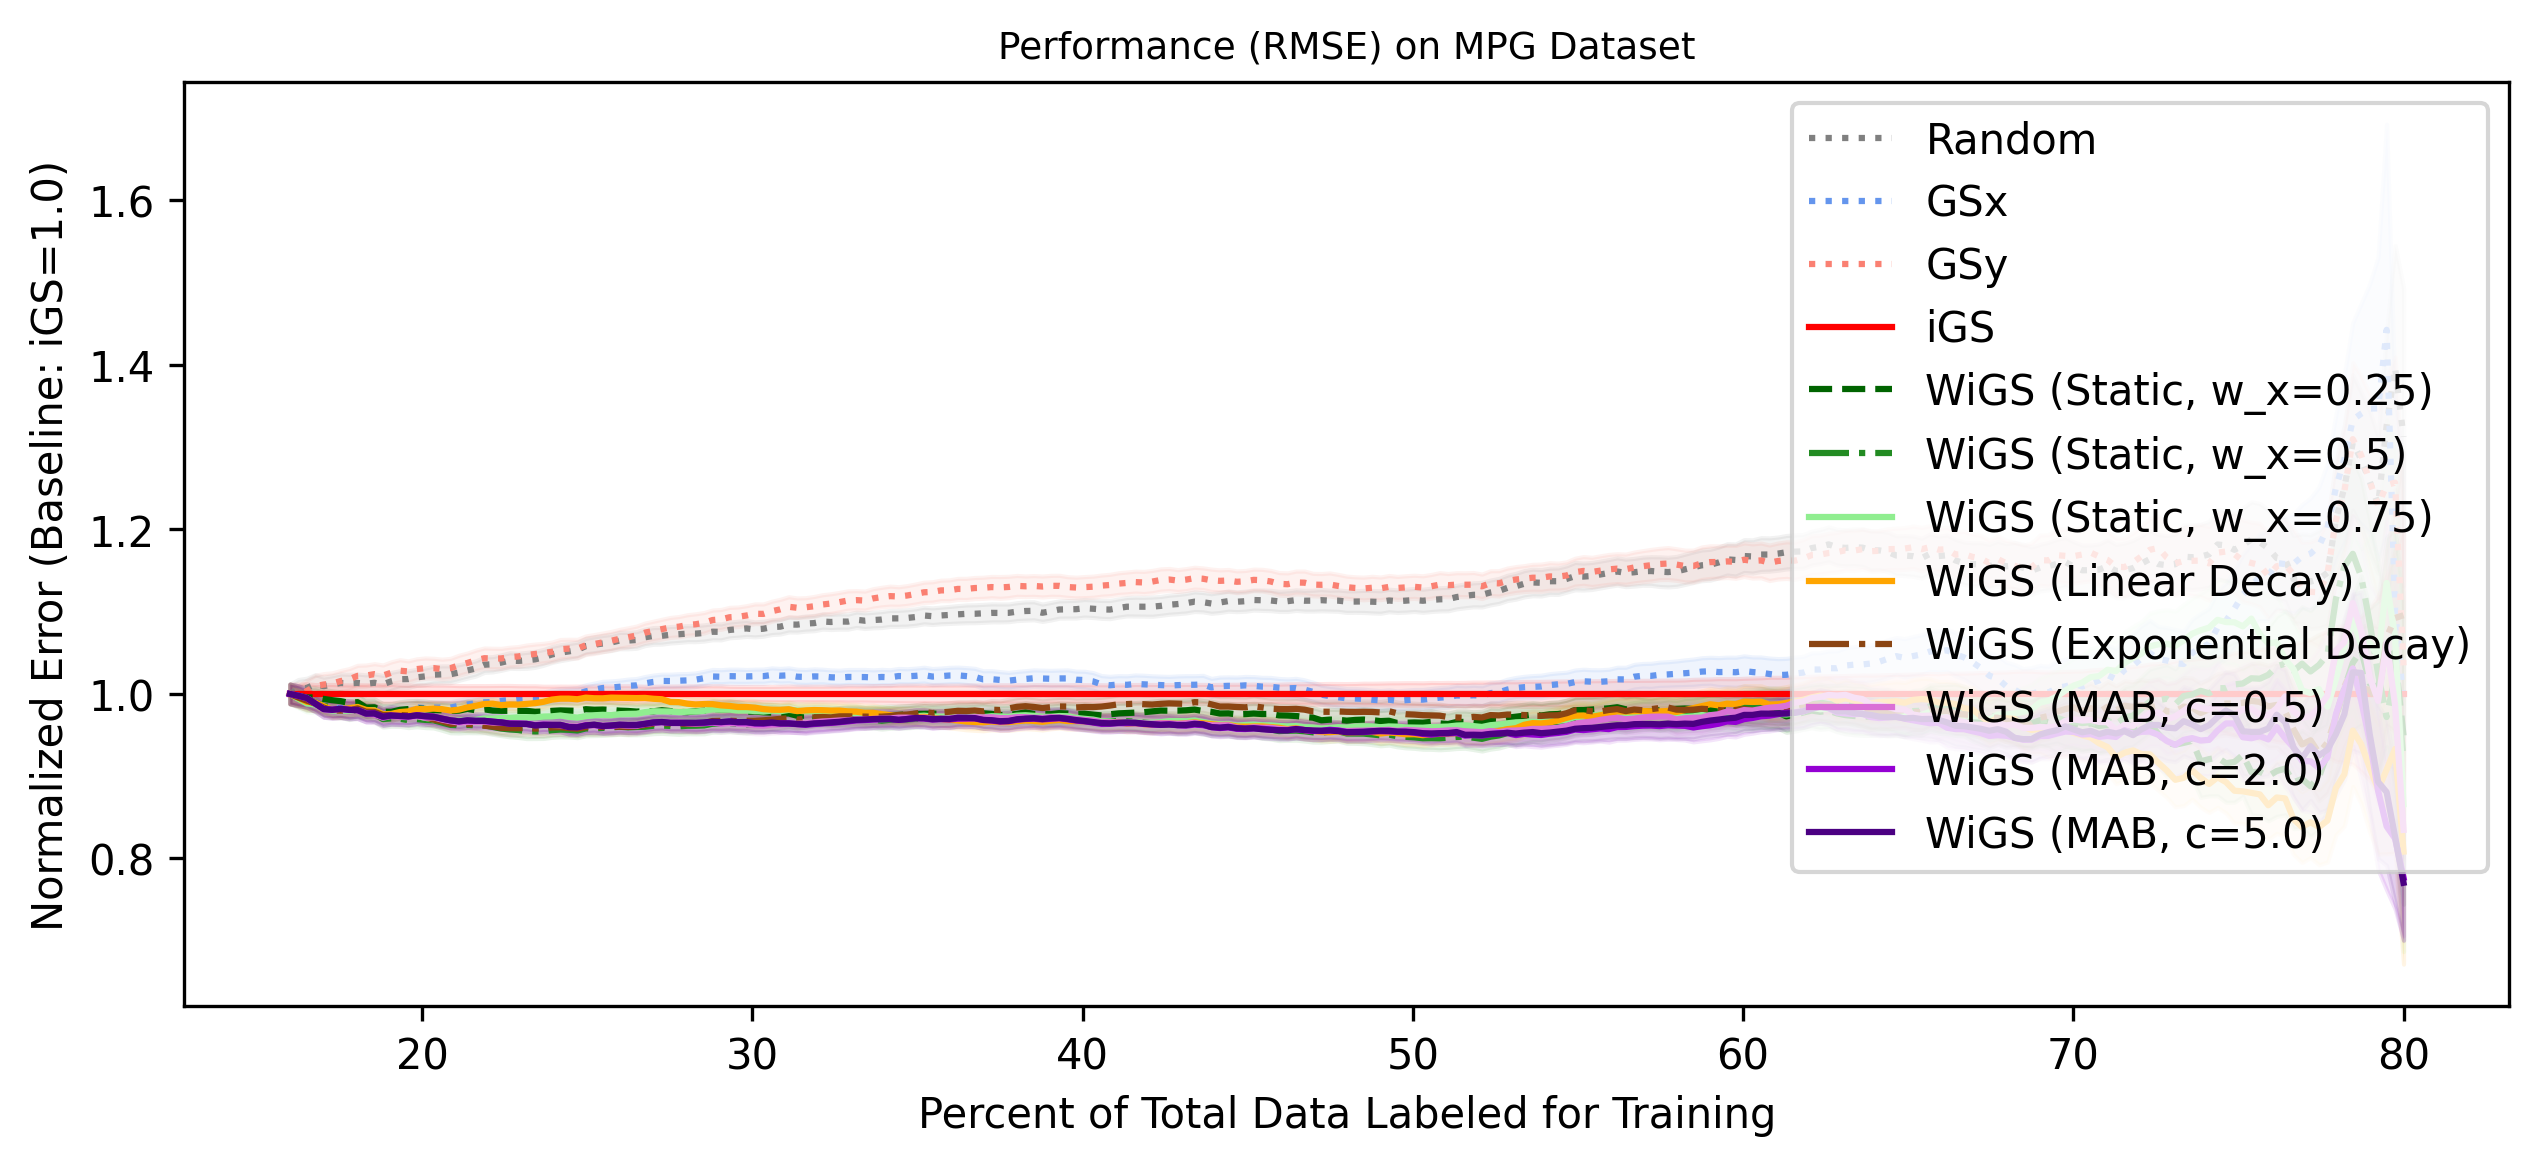 Performance (RMSE) on MPG Dataset
Normalized Error (Baseline: iGS=1.0)
1.6
1.4
1.2
1.0
0.8
Random
GSx
GSy
iGS
WiGS (Static, w_x=0.25)
WiGS (Static, w_x=0.5)
WiGS (Static, w_x=0.75)
WiGS (Linear Decay)
WiGS (Exponential Decay)
WiGS (MAB, c=0.5)
WiGS (MAB, c=2.0)
WiGS (MAB, c=5.0)
20 30 40 50 60 70 80
Percent of Total Data Labeled for Training